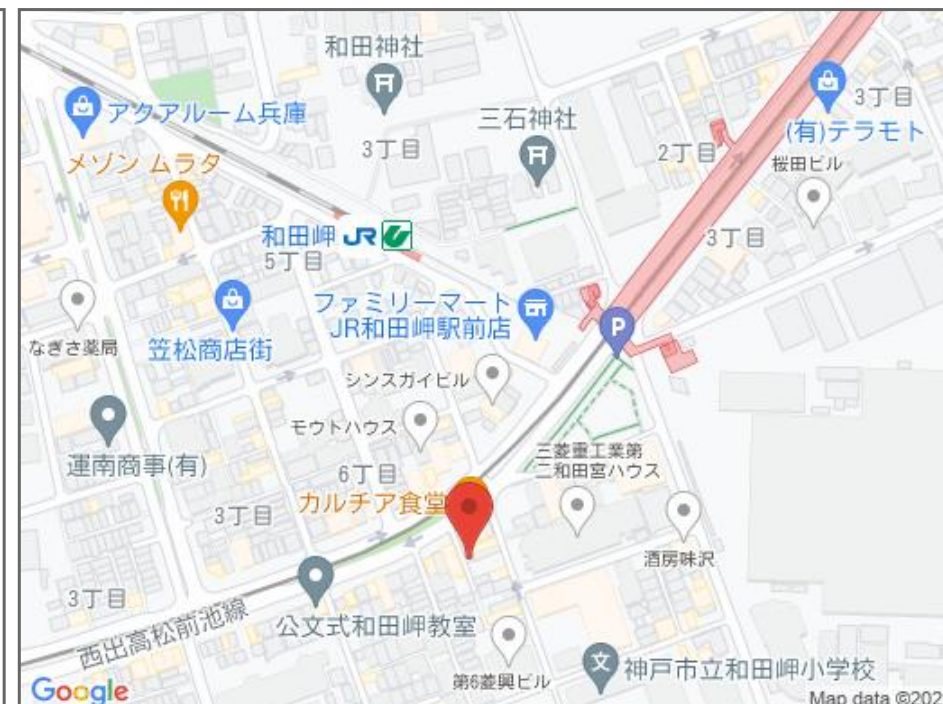 和田神社
三石神社
3丁目
(有)テラモト
アクアルーム兵庫
3丁目
2丁目
桜田ビル
メゾン ムラタ
和田岬 JR
5丁目
3丁目
ファミリーマート
JR和田岬駅前店
なぎさ薬局
笠松商店街
P
シンスガイビル
モウトハウス
運南商事(有)
6丁目
三菱重工業第
二和田宮ハウス
カルチア食堂
3丁目
酒房味沢
3丁目
西出高松前池線
公文式和田岬教室
第6菱興ビル
文
神戸市立和田岬小学校
Google
Map data ©202